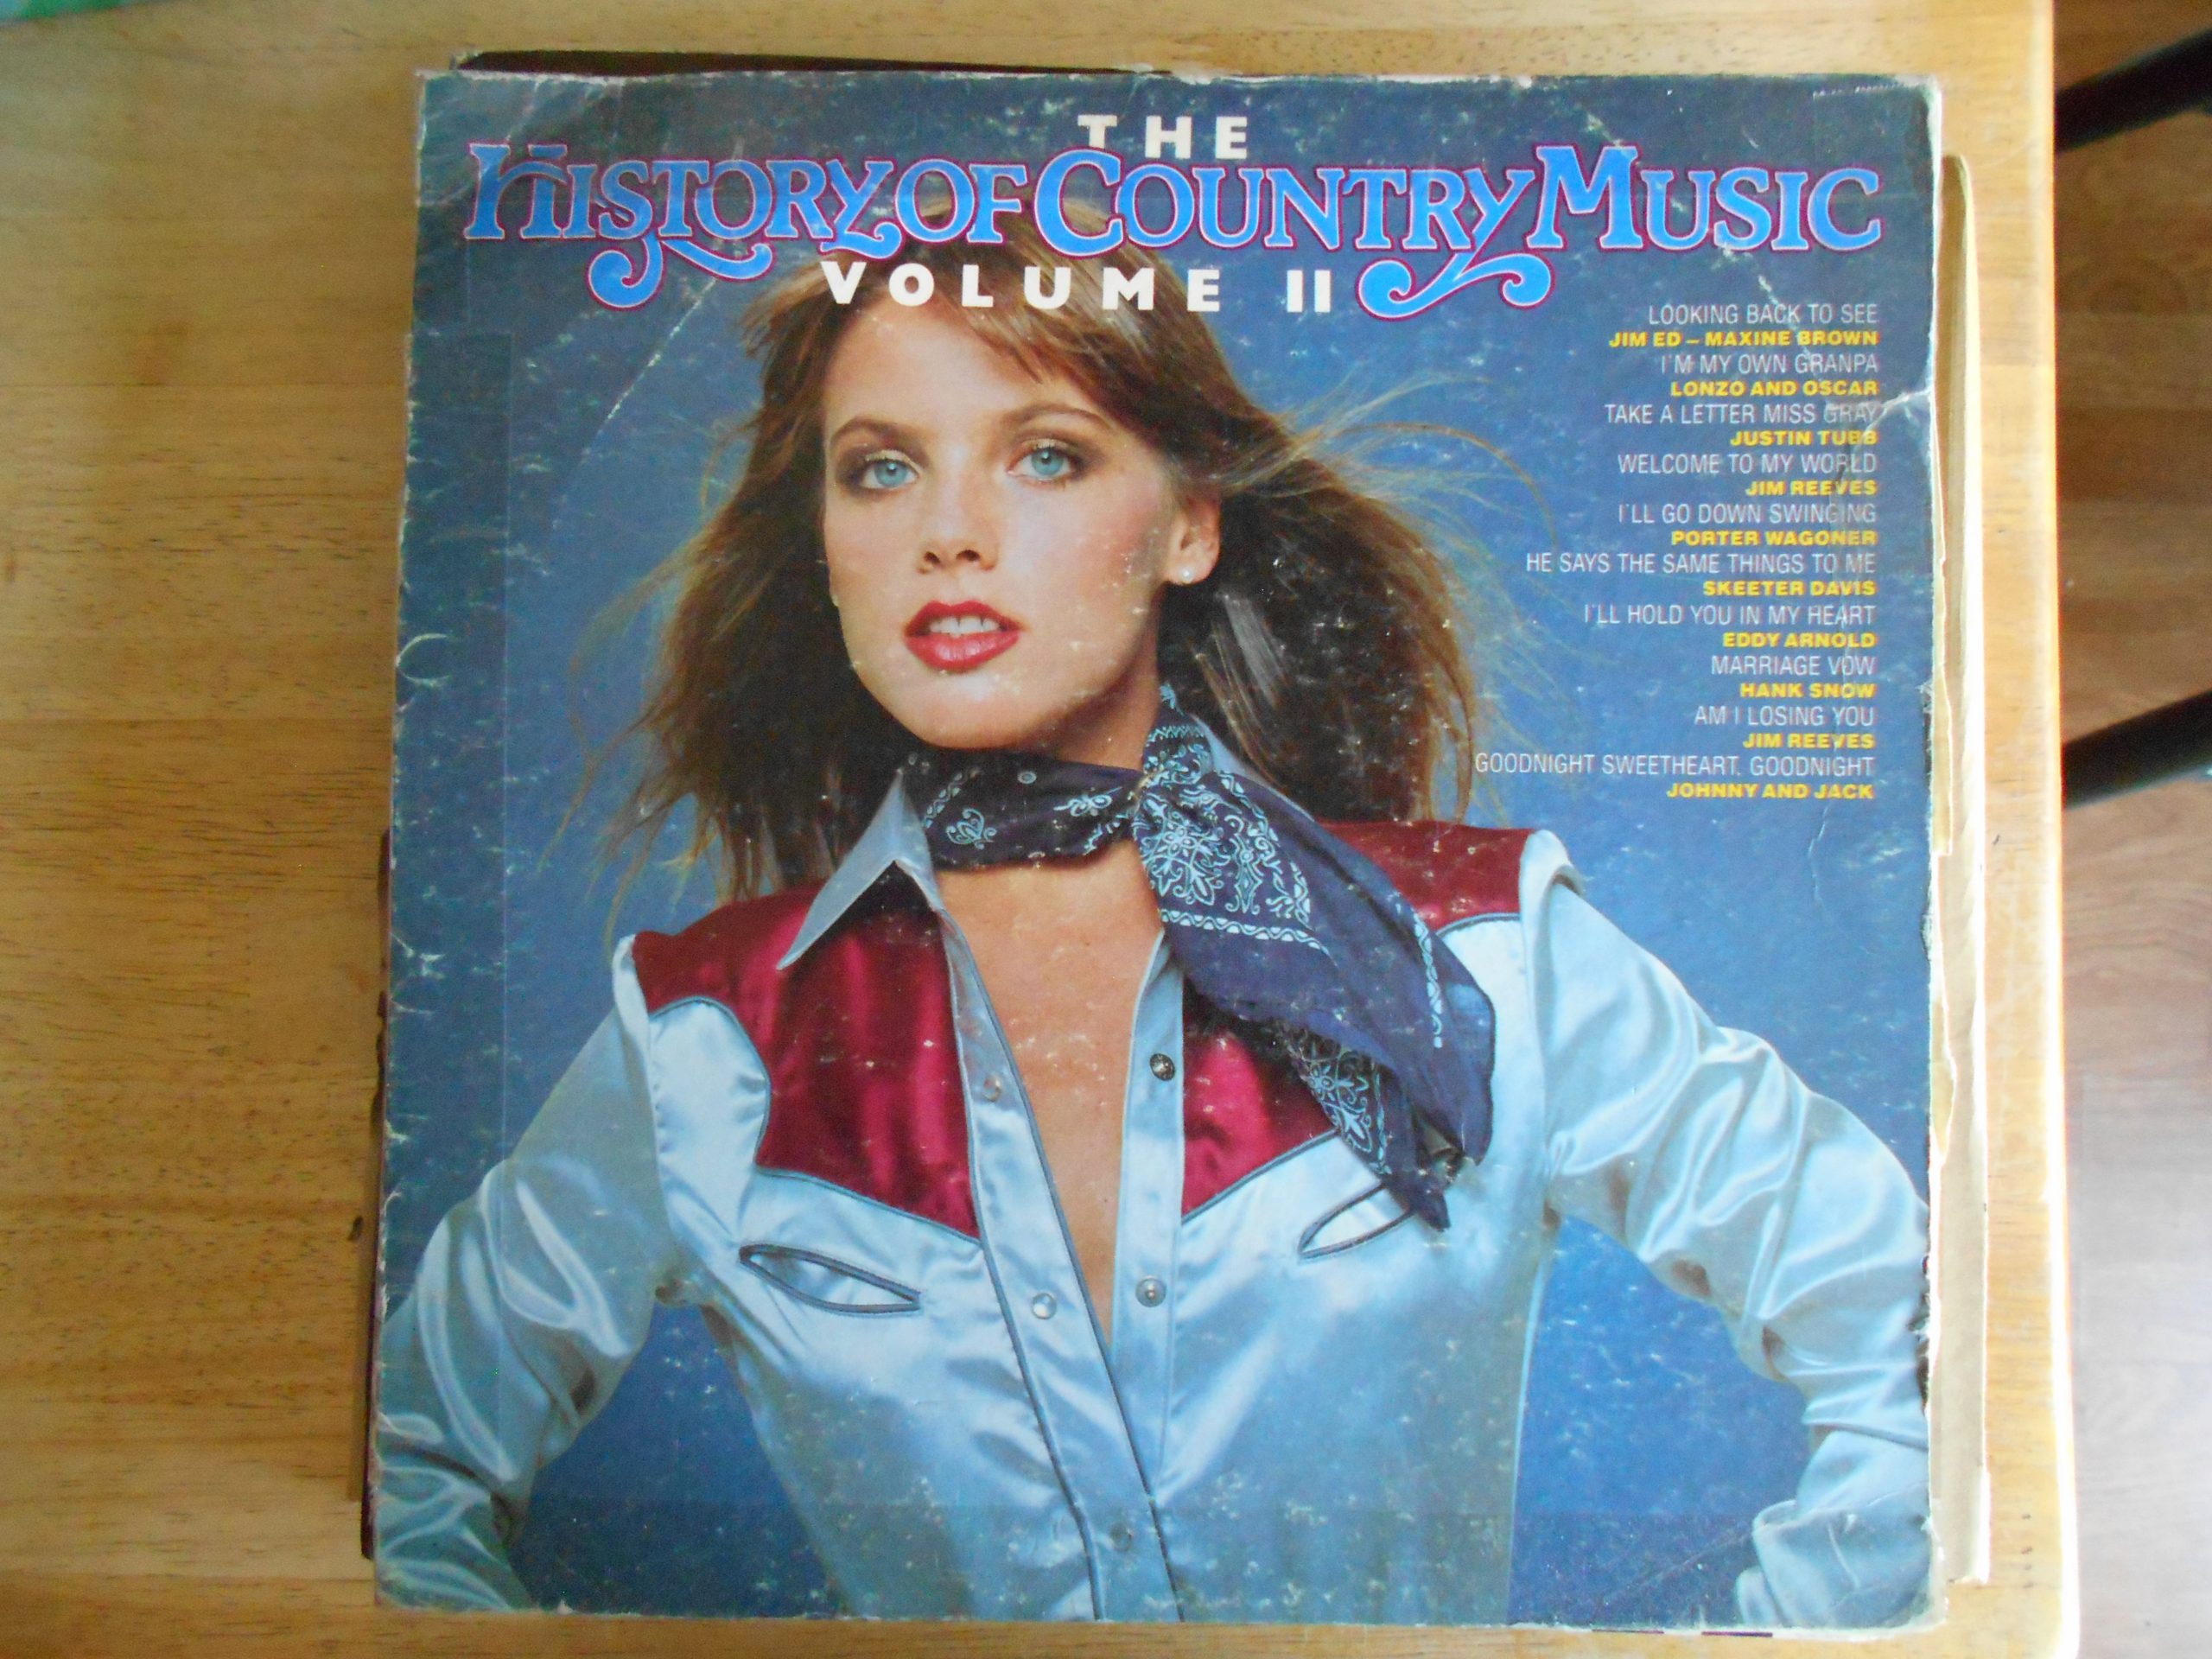 THE
HISTORY OF COUNTRY MUSIC
VOLUME II
LOOKING BACK TO SEE
JIM ED – MAXINE BROWN
I'M MY OWN GRANPA
LONZO AND OSCAR
TAKE A LETTER MISS GRAY
JUSTIN TUBB
WELCOME TO MY WORLD
JIM REEVES
I'LL GO DOWN SWINGING
PORTER WAGONER
HE SAYS THE SAME THINGS TO ME
SKEETER DAVIS
I'LL HOLD YOU IN MY HEART
EDDY ARNOLD
MARRIAGE VOW
HANK SNOW
AM I LOSING YOU
JIM REEVES
GOODNIGHT SWEETHEART, GOODNIGHT
JOHNNY AND JACK